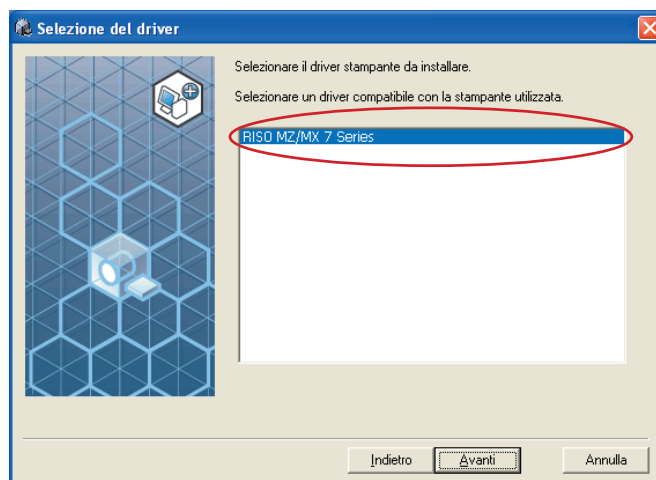 Selezione del driver
Selezionare il driver stampante da installare.
Selezionare un driver compatibile con la stampante utilizzata.
RISO MZ/MX 7 Series
Indietro
Avanti
Annulla